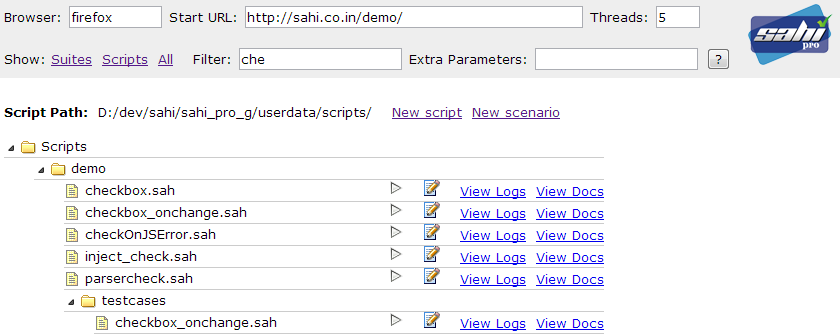 Browser: firefox Start URL: http://sahi.co.in/demo/ Threads: 5
sahi pro
Show: Suites Scripts All Filter: che Extra Parameters: ?
Script Path: D:/dev/sahi/sahi_pro_g/userdata/scripts/ New script New scenario
Scripts
demo
checkbox.sah View Logs View Docs
checkbox_onchange.sah View Logs View Docs
checkOnJSError.sah View Logs View Docs
inject_check.sah View Logs View Docs
parsercheck.sah View Logs View Docs
testcases
checkbox_onchange.sah View Logs View Docs